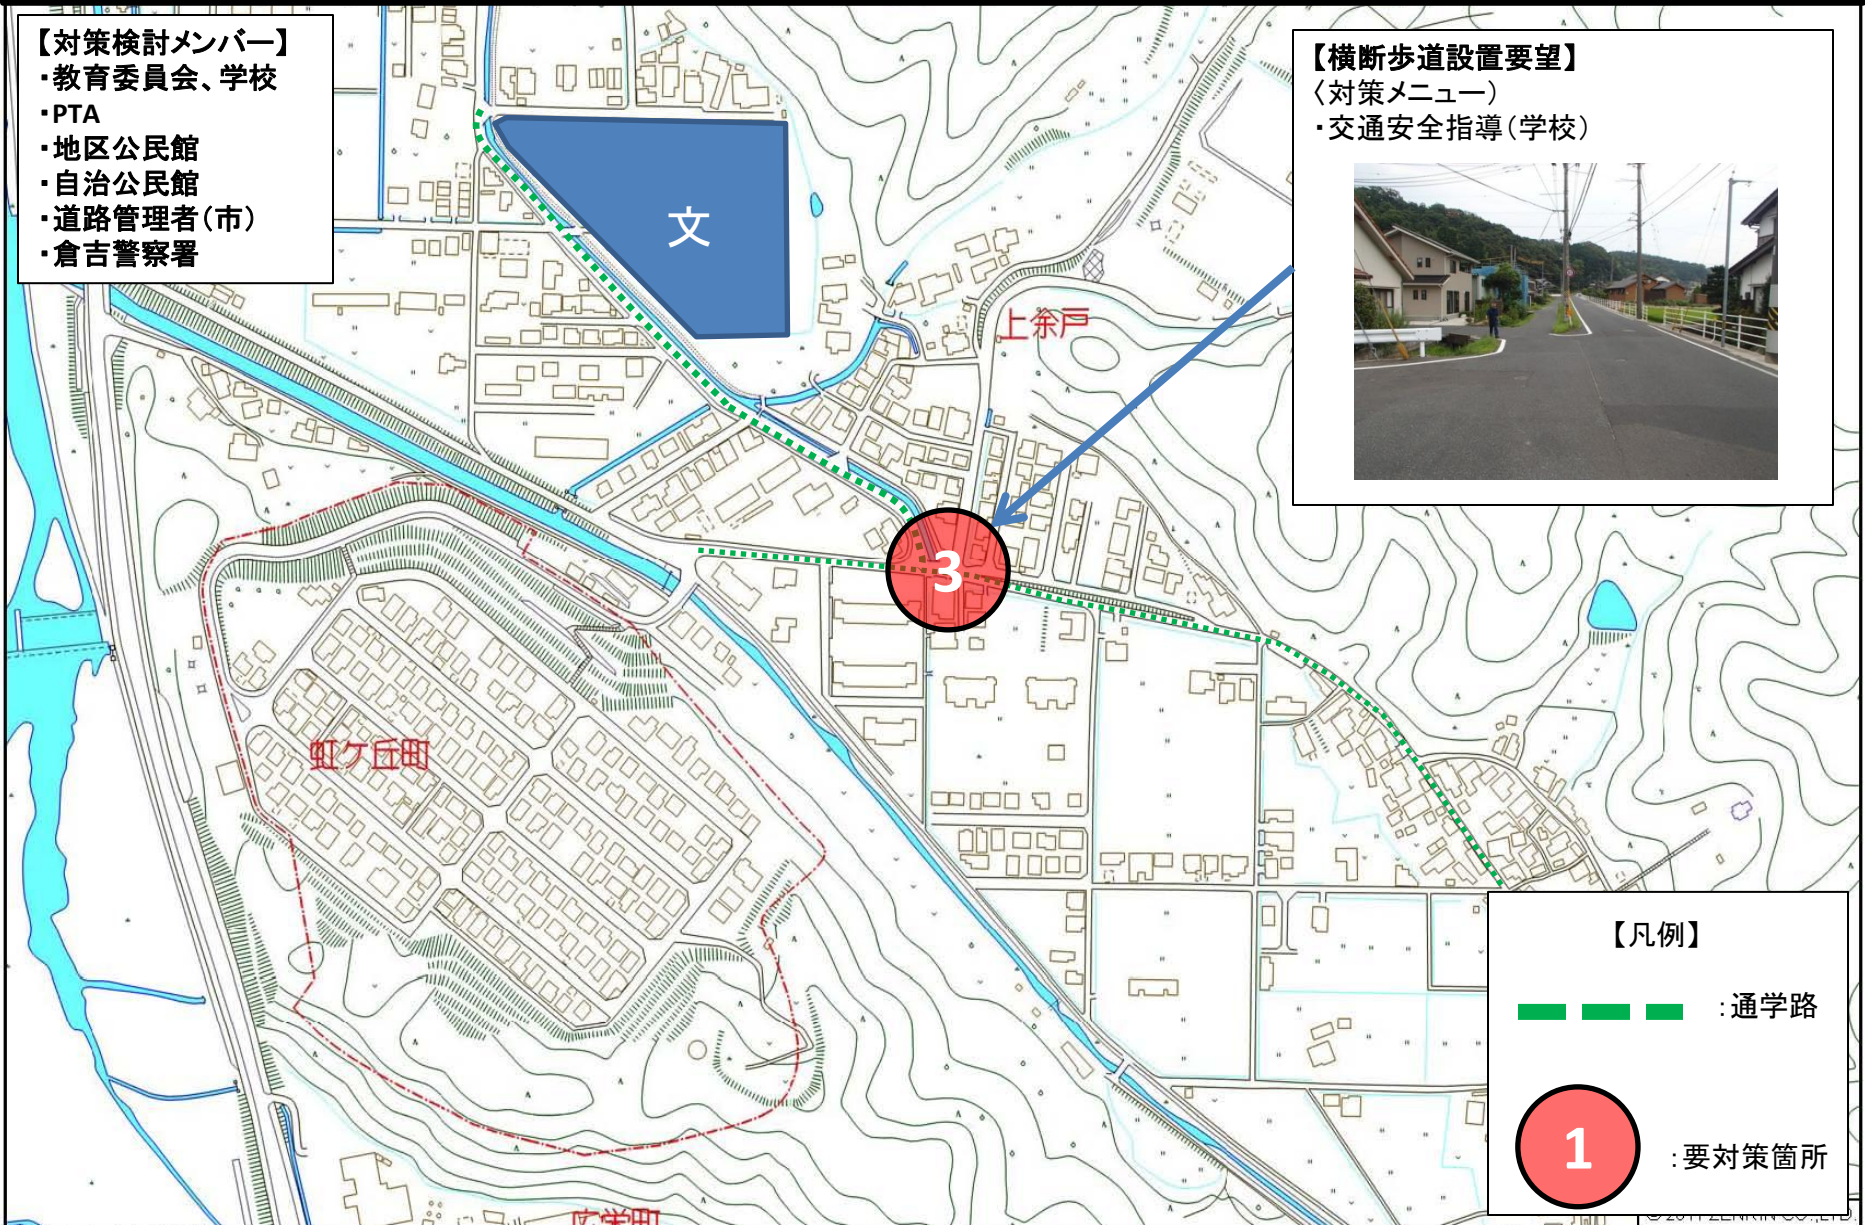 【対策検討メンバー】
・教育委員会、学校
・PTA
・地区公民館
・自治公民館
・道路管理者（市）
・倉吉警察署
【横断歩道設置要望】
〈対策メニュー）
・交通安全指導（学校）
文
上余戸
3
虹ケ丘町
【凡例】
：通学路
1
：要対策箇所